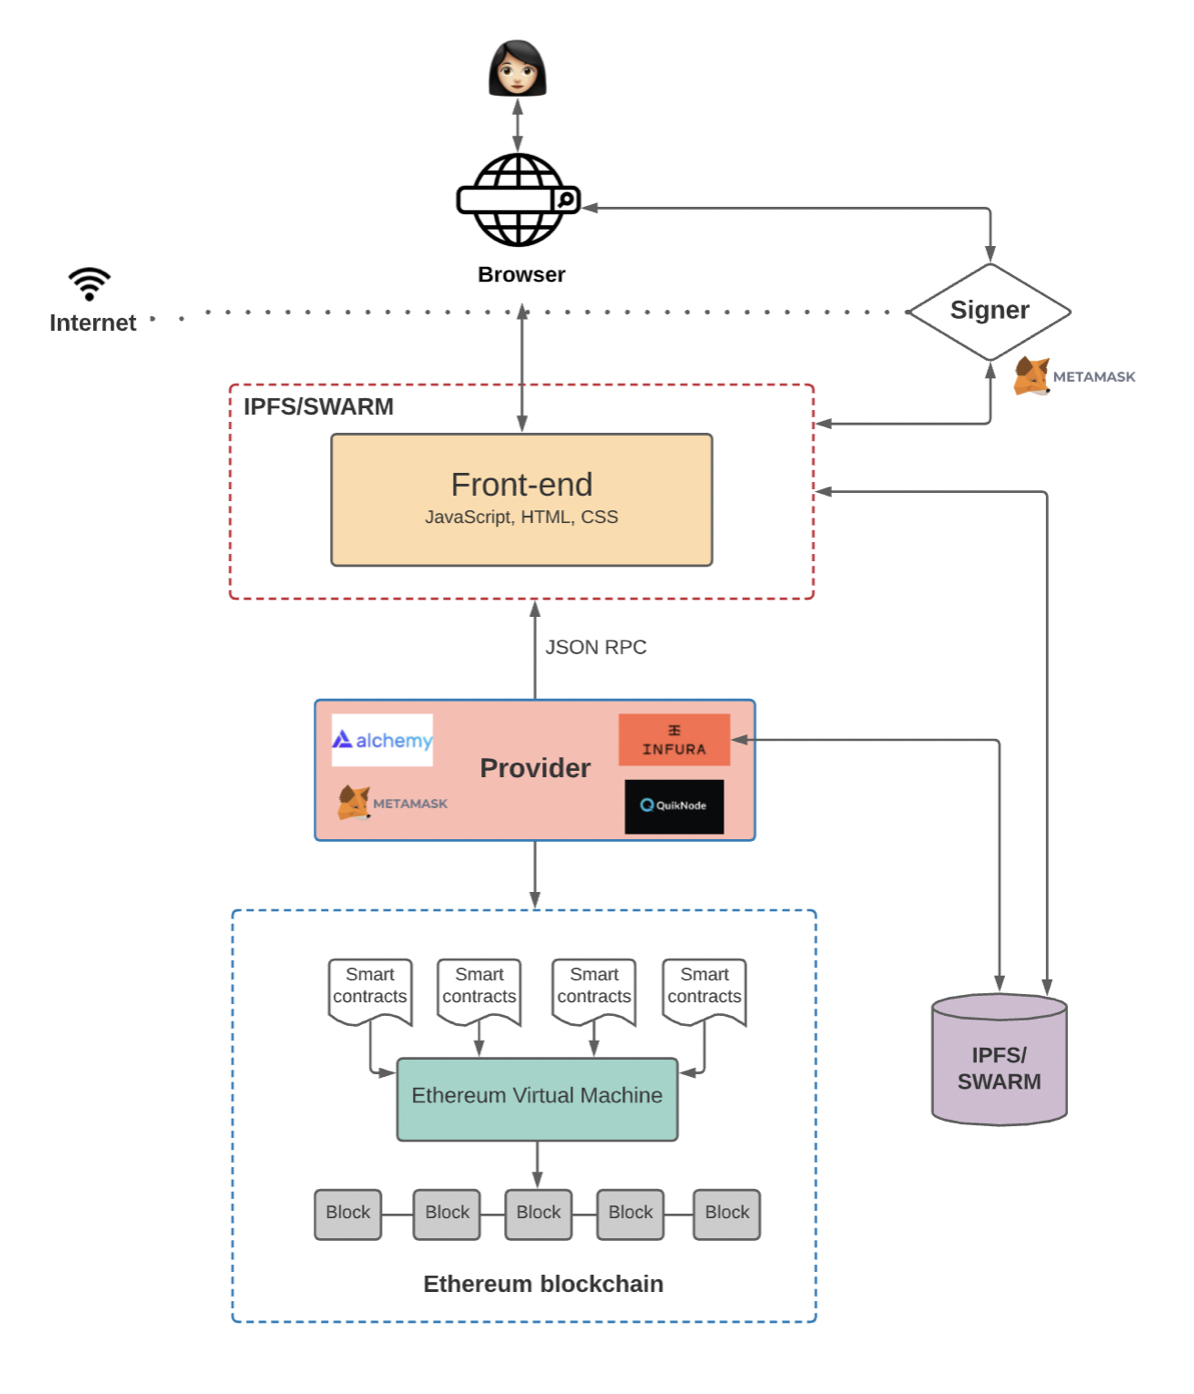 Browser
Internet
Signer
METAMASK
IPFS/SWARM
Front-end
JavaScript, HTML, CSS
JSON RPC
alchemy
Provider
INFURA
METAMASK
QuikNode
Smart
contracts
Smart
contracts
Smart
contracts
Smart
contracts
IPFS/
SWARM
Ethereum Virtual Machine
Block
Block
Block
Block
Block
Ethereum blockchain